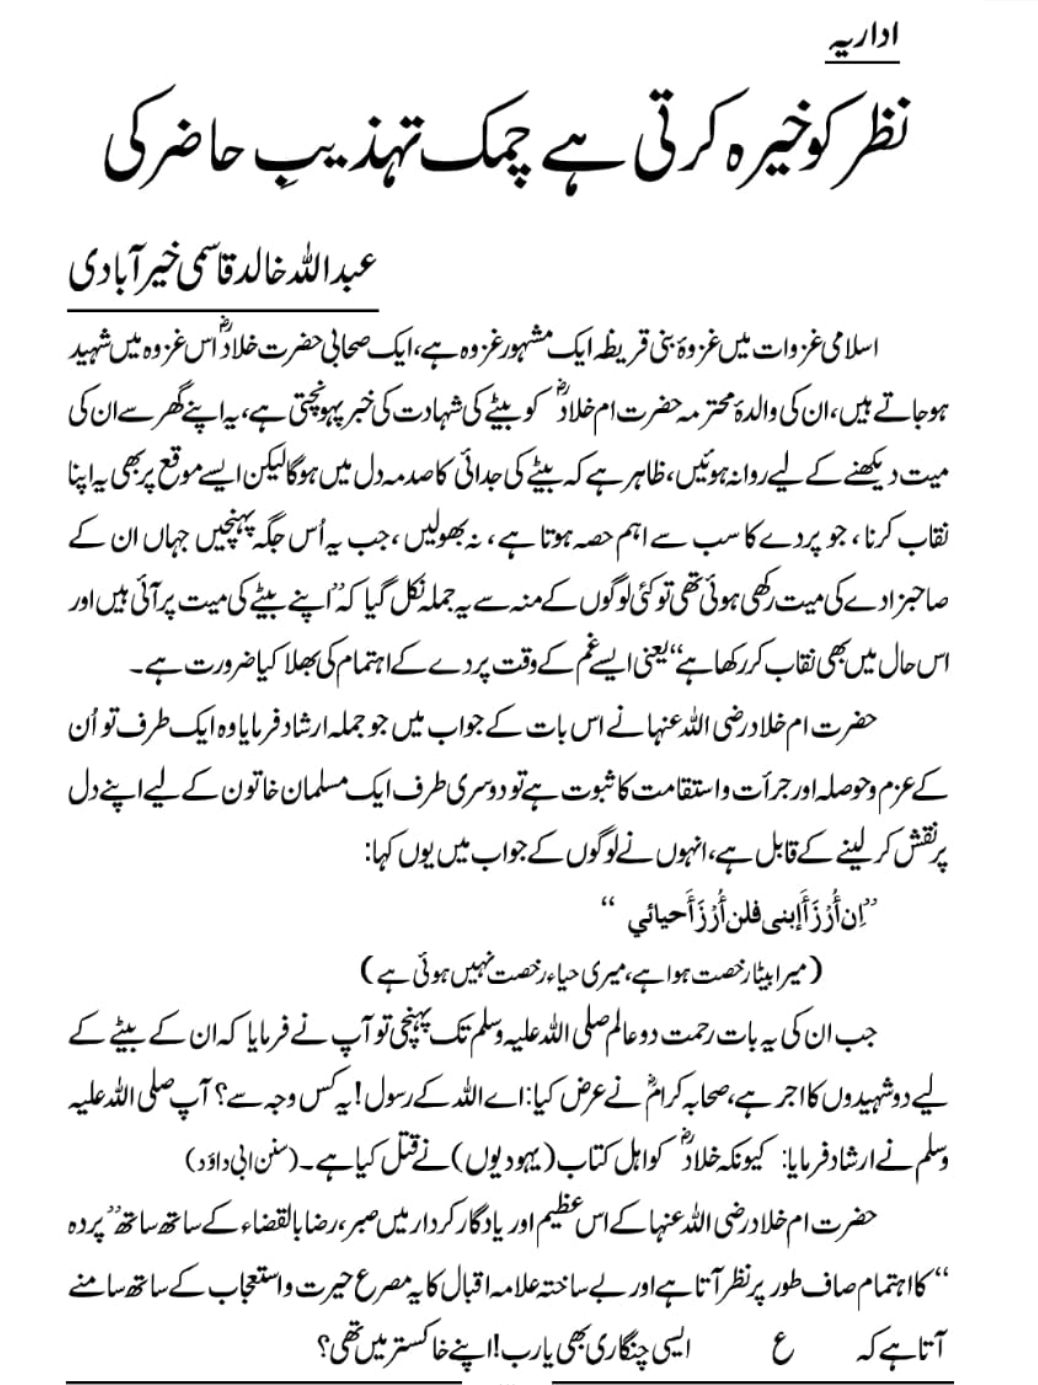 اداریہ
نظر کو خیرہ کرتی ہے چمک تہذیبِ حاضر کی
عبداللہ خالد قاسمی خیرآبادی
اسلامی غزوات میں غزوۂ بنی قریظہ ایک مشہور غزوہ ہے، ایک صحابی حضرت خلادؓ اس غزوہ میں شہید
ہوجاتے ہیں، ان کی والدۂ محترمہ حضرت ام خلادؓ کو بیٹے کی شہادت کی خبر پہونچتی ہے، یہ اپنے گھر سے ان کی
میت دیکھنے کے لیے روانہ ہوئیں، ظاہر ہے کہ بیٹے کی جدائی کا صدمہ دل میں ہوگا لیکن ایسے موقع پر بھی یہ اپنا
نقاب کرنا، جو پردے کا سب سے اہم حصہ ہوتا ہے، نہ بھولیں، جب یہ اُس جگہ پہنچیں جہاں ان کے
صاحبزادے کی میت رکھی ہوئی تھی تو کئی لوگوں کے منہ سے یہ جملہ نکل گیا کہ ”اپنے بیٹے کی میت پر آئی ہیں اور
اس حال میں بھی نقاب کر رکھا ہے“ یعنی ایسے غم کے وقت پردے کے اہتمام کی بھلا کیا ضرورت ہے۔
حضرت ام خلاد رضی اللہ عنہا نے اس بات کے جواب میں جو جملہ ارشاد فرمایا وہ ایک طرف تو اُن
کے عزم وحوصلہ اور جرأت واستقامت کا ثبوت ہے تو دوسری طرف ایک مسلمان خاتون کے لیے اپنے دل
پر نقش کر لینے کے قابل ہے، انہوں نے لوگوں کے جواب میں یوں کہا:
”اِن أُرْزَأَ إبنی فلن أُرْزَأَ حیائي“
(میرا بیٹا رخصت ہوا ہے، میری حیاء رخصت نہیں ہوئی ہے)
جب ان کی یہ بات رحمت دو عالم صلی اللہ علیہ وسلم تک پہنچی تو آپ نے فرمایا کہ ان کے بیٹے کے
لیے دو شہیدوں کا اجر ہے، صحابہ کرامؓ نے عرض کیا: اے اللہ کے رسول! یہ کس وجہ سے؟ آپ صلی اللہ علیہ
وسلم نے ارشاد فرمایا: کیونکہ خلادؓ کو اہل کتاب (یہودیوں) نے قتل کیا ہے۔ (سنن ابی داؤد)
حضرت ام خلاد رضی اللہ عنہا کے اس عظیم اور یادگار کردار میں صبر، رضا بالقضاء کے ساتھ ساتھ ”پردہ
“ کا اہتمام صاف طور پر نظر آتا ہے اور بے ساختہ علامہ اقبال کا یہ مصرع حیرت واستعجاب کے ساتھ سامنے
آتا ہے کہ ع ایسی چنگاری بھی یارب! اپنے خاکستر میں تھی؟